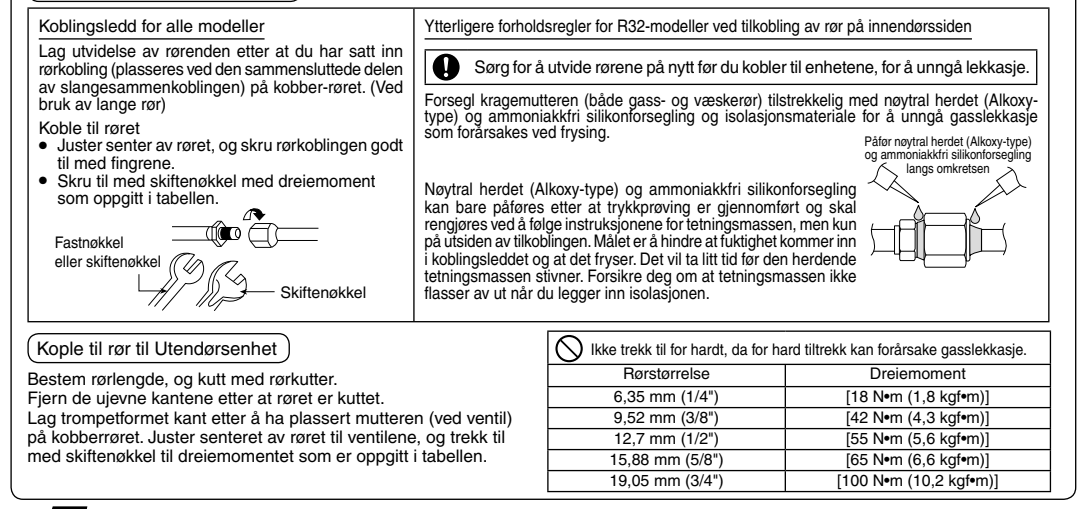 Koblingsledd for alle modeller
Lag utvidelse av rørenden etter at du har satt inn
rørkobling (plasseres ved den sammensluttede delen
av slangesammenkoblingen) på kobber-røret. (Ved
bruk av lange rør)
Koble til røret
● Juster senter av røret, og skru rørkoblingen godt
til med fingrene.
● Skru til med skiftenøkkel med dreiemoment
som oppgitt i tabellen.
Fastnøkkel
eller skiftenøkkel
Skiftenøkkel
Ytterligere forholdsregler for R32-modeller ved tilkobling av rør på innendørssiden
Sørg for å utvide rørene på nytt før du kobler til enhetene, for å unngå lekkasje.
Forsegl kragemutteren (både gass- og væskerør) tilstrekkelig med nøytral herdet (Alkoxy-
type) og ammoniakkfri silikonforsegling og isolasjonsmateriale for å unngå gasslekkasje
som forårsakes ved frysing.
Påfør nøytral herdet (Alkoxy-type)
og ammoniakkfri silikonforsegling
langs omkretsen
Nøytral herdet (Alkoxy-type) og ammoniakkfri silikonforsegling
kan bare påføres etter at trykkprøving er gjennomført og skal
rengjøres ved å følge instruksjonene for tetningsmassen, men kun
på utsiden av tilkoblingen. Målet er å hindre at fuktighet kommer inn
i koblingsleddet og at det fryser. Det vil ta litt tid før den herdende
tetningsmassen stivner. Forsikre deg om at tetningsmassen ikke
flasser av ut når du legger inn isolasjonen.
Kople til rør til Utendørsenhet
Bestem rørlengde, og kutt med rørkutter.
Fjern de ujevne kantene etter at røret er kuttet.
Lag trompetformet kant etter å ha plassert mutteren (ved ventil)
på kobberrøret. Juster senteret av røret til ventilene, og trekk til
med skiftenøkkel til dreiemomentet som er oppgitt i tabellen.
Ikke trekk til for hardt, da for hard tiltrekk kan forårsake gasslekkasje.
Rørstørrelse Dreiemoment
6,35 mm (1/4") [18 N•m (1,8 kgf•m)]
9,52 mm (3/8") [42 N•m (4,3 kgf•m)]
12,7 mm (1/2") [55 N•m (5,6 kgf•m)]
15,88 mm (5/8") [65 N•m (6,6 kgf•m)]
19,05 mm (3/4") [100 N•m (10,2 kgf•m)]